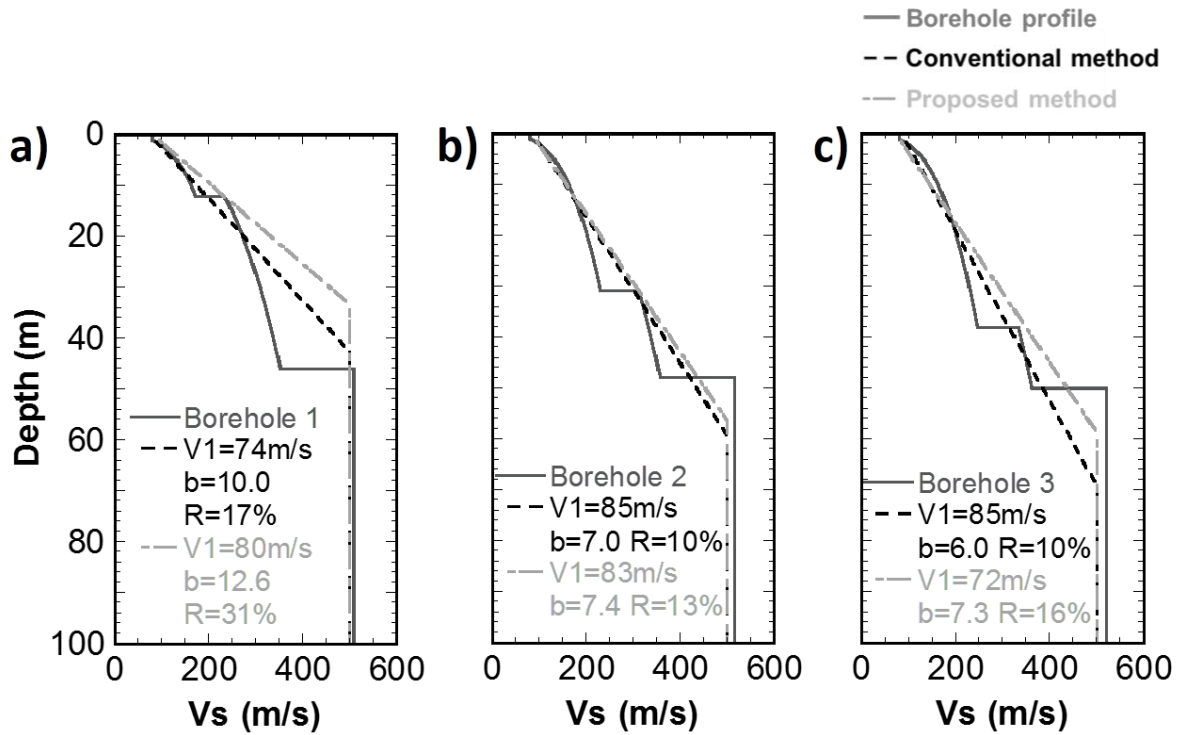 Borehole profile
Conventional method
Proposed method
a)
b)
c)
Depth (m)
0
20
40
60
80
100
Borehole 1
V1=74m/s
b=10.0
R=17%
V1=80m/s
b=12.6
R=31%
0 200 400 600
Vs (m/s)
Borehole 2
V1=85m/s
b=7.0 R=10%
V1=83m/s
b=7.4 R=13%
0 200 400 600
Vs (m/s)
Borehole 3
V1=85m/s
b=6.0 R=10%
V1=72m/s
b=7.3 R=16%
0 200 400 600
Vs (m/s)